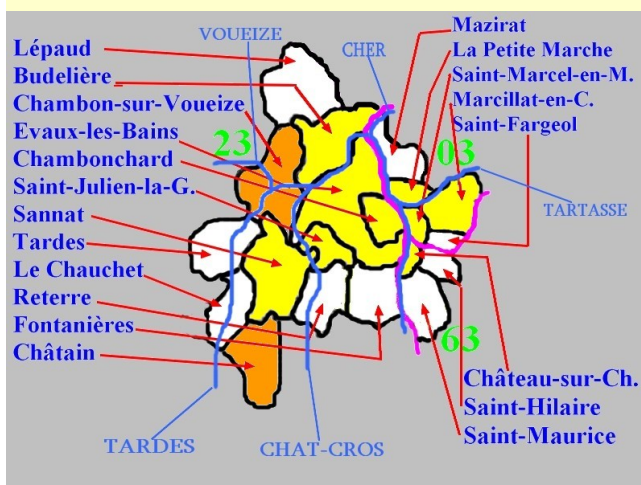 Lépaud
Budelière
Chambon-sur-Voueize
Evaux-les-Bains
Chambonchard
Saint-Julien-la-G.
Sannat
Tardes
Le Chauchet
Reterre
Fontanières
Châtain
VOUEIZE
CHER
23
03
63
TARDES
CHAT-CROS
TARTASSE
Mazirat
La Petite Marche
Saint-Marcel-en-M.
Marcillat-en-C.
Saint-Fargeol
Château-sur-Ch.
Saint-Hilaire
Saint-Maurice